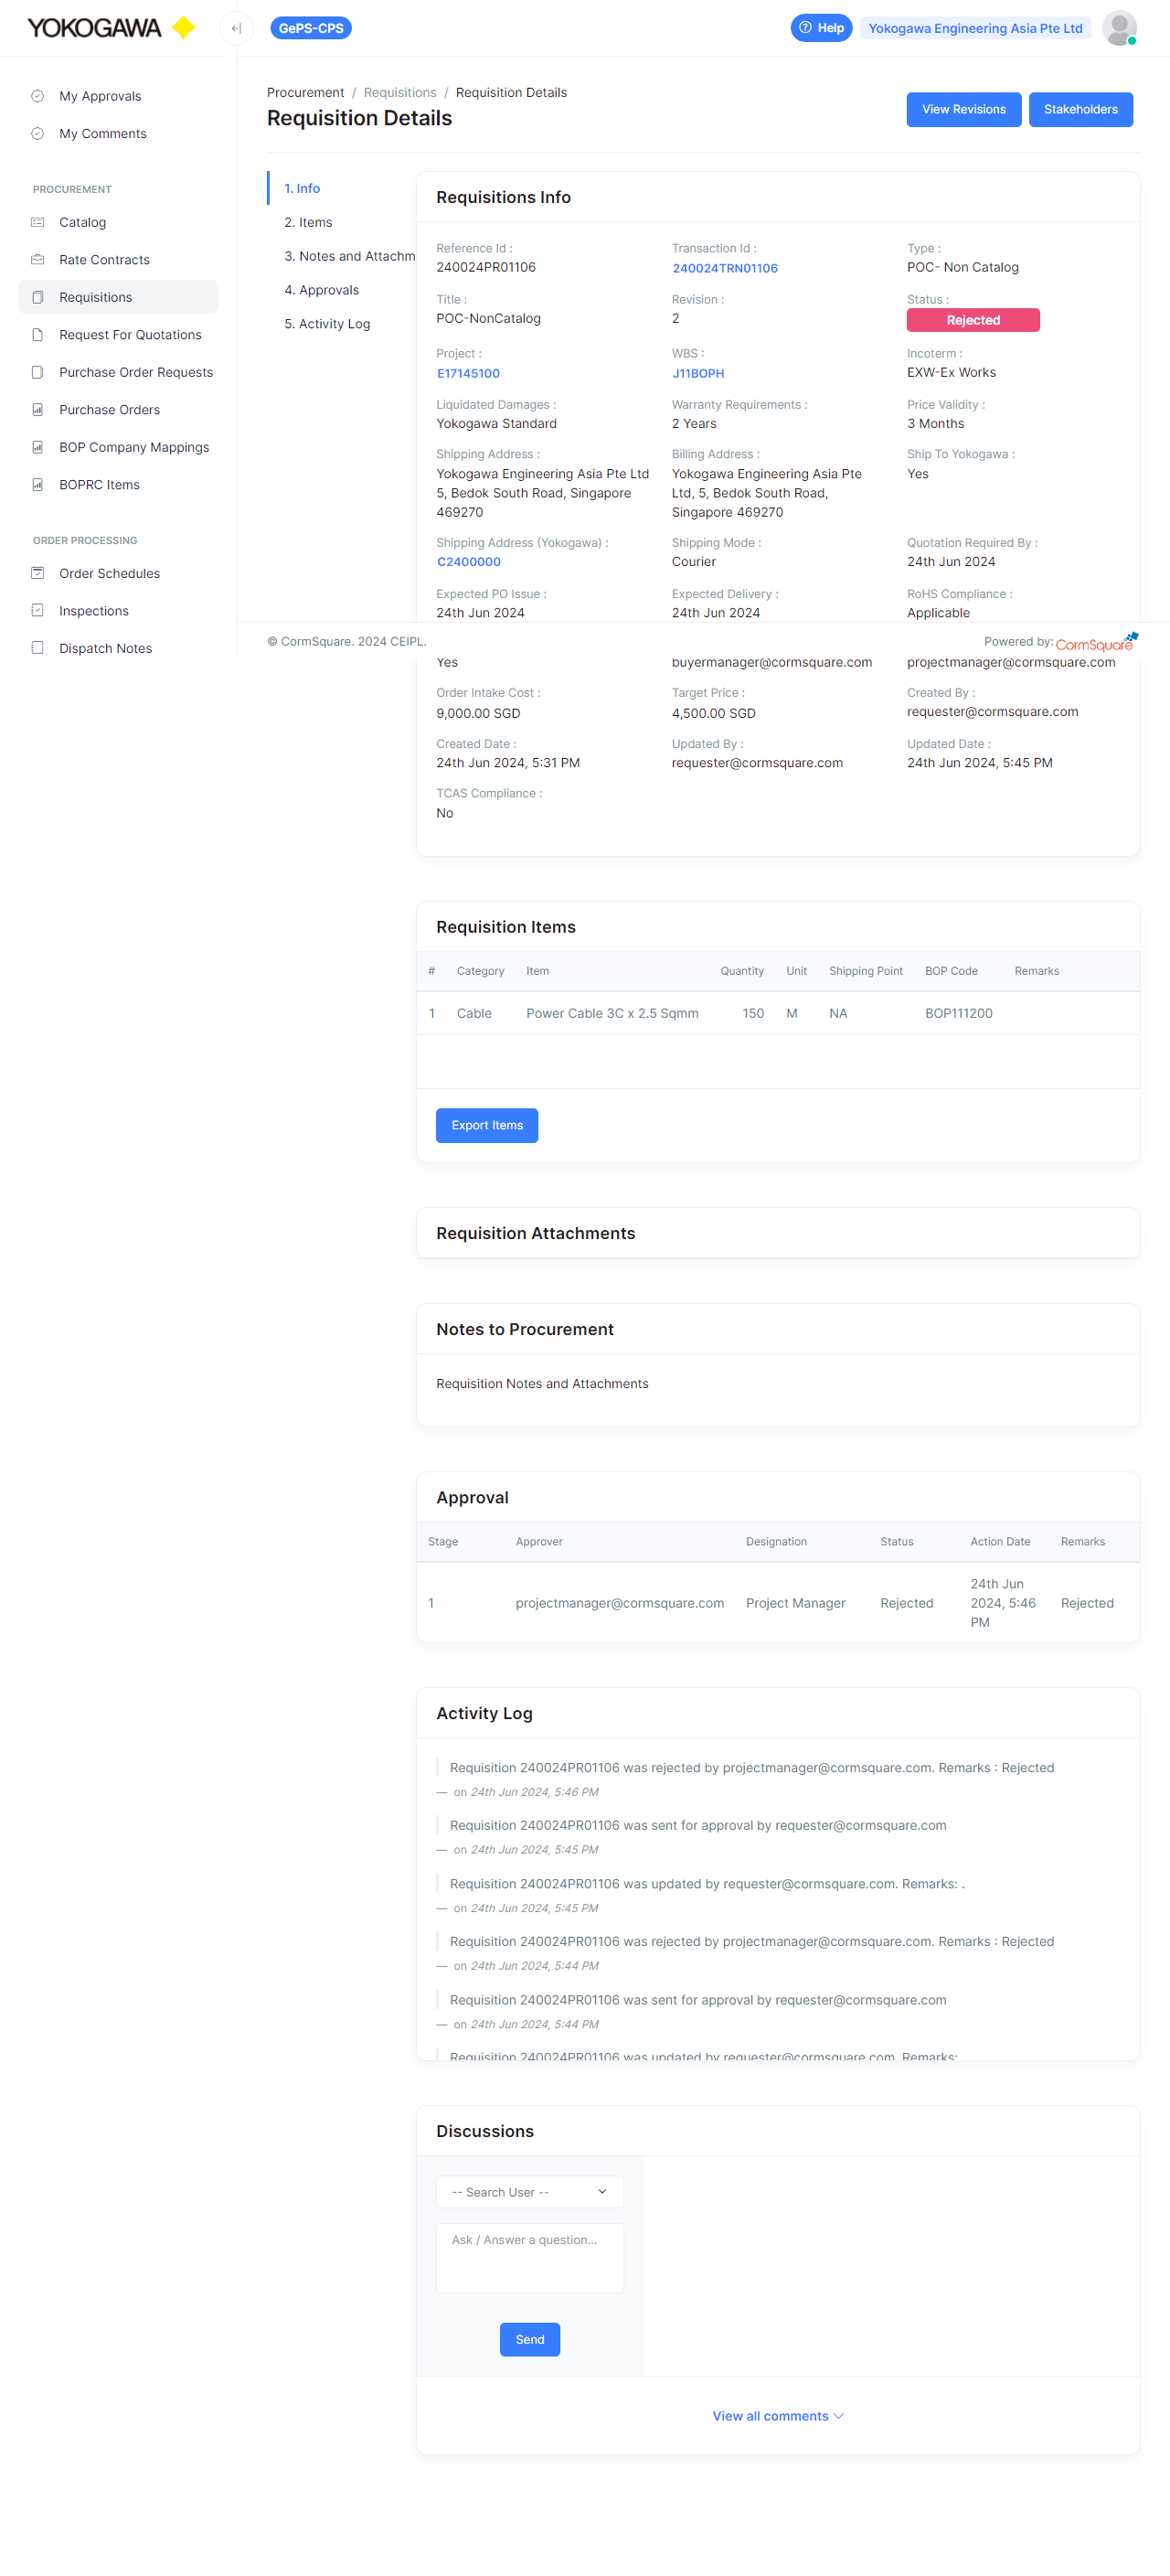 YOKOGAWA
GePS-CPS
Help
Yokogawa Engineering Asia Pte Ltd
My Approvals
My Comments
PROCUREMENT
Catalog
Rate Contracts
Requisitions
Request For Quotations
Purchase Order Requests
Purchase Orders
BOP Company Mappings
BOPRC Items
ORDER PROCESSING
Order Schedules
Inspections
Dispatch Notes
Procurement / Requisitions / Requisition Details
Requisition Details
View Revisions
Stakeholders
1. Info
2. Items
3. Notes and Attachm
4. Approvals
5. Activity Log
Requisitions Info
Reference Id : Transaction Id : Type :
240024PR01106 240024TRN01106 POC- Non Catalog
Title : Revision : Status :
POC-NonCatalog 2 Rejected
Project : WBS : Incoterm :
E17145100 J11BOPH EXW-Ex Works
Liquidated Damages : Warranty Requirements : Price Validity :
Yokogawa Standard 2 Years 3 Months
Shipping Address : Billing Address : Ship To Yokogawa :
Yokogawa Engineering Asia Pte Ltd Yokogawa Engineering Asia Pte Yes
5, Bedok South Road, Singapore Ltd, 5, Bedok South Road,
469270 Singapore 469270
Shipping Address (Yokogawa) : Shipping Mode : Quotation Required By :
C2400000 Courier 24th Jun 2024
Expected PO Issue : Expected Delivery : RoHS Compliance :
24th Jun 2024 24th Jun 2024 Applicable
© CormSquare. 2024 CEIPL. Powered by: CormSquare
Yes buyermanager@cormsquare.com projectmanager@cormsquare.com
Order Intake Cost : Target Price : Created By :
9,000.00 SGD 4,500.00 SGD requester@cormsquare.com
Created Date : Updated By : Updated Date :
24th Jun 2024, 5:31 PM requester@cormsquare.com 24th Jun 2024, 5:45 PM
TCAS Compliance :
No
Requisition Items
# Category Item Quantity Unit Shipping Point BOP Code Remarks
1 Cable Power Cable 3C x 2.5 Sqmm 150 M NA BOP111200
Export Items
Requisition Attachments
Notes to Procurement
Requisition Notes and Attachments
Approval
Stage Approver Designation Status Action Date Remarks
1 projectmanager@cormsquare.com Project Manager Rejected 24th Jun 2024, 5:46 PM Rejected
Activity Log
Requisition 240024PR01106 was rejected by projectmanager@cormsquare.com. Remarks : Rejected
— on 24th Jun 2024, 5:46 PM
Requisition 240024PR01106 was sent for approval by requester@cormsquare.com
— on 24th Jun 2024, 5:45 PM
Requisition 240024PR01106 was updated by requester@cormsquare.com. Remarks: .
— on 24th Jun 2024, 5:45 PM
Requisition 240024PR01106 was rejected by projectmanager@cormsquare.com. Remarks : Rejected
— on 24th Jun 2024, 5:44 PM
Requisition 240024PR01106 was sent for approval by requester@cormsquare.com
— on 24th Jun 2024, 5:44 PM
Requisition 240024PR01106 was updated by requester@cormsquare.com. Remarks:
Discussions
-- Search User --
Ask / Answer a question...
Send
View all comments